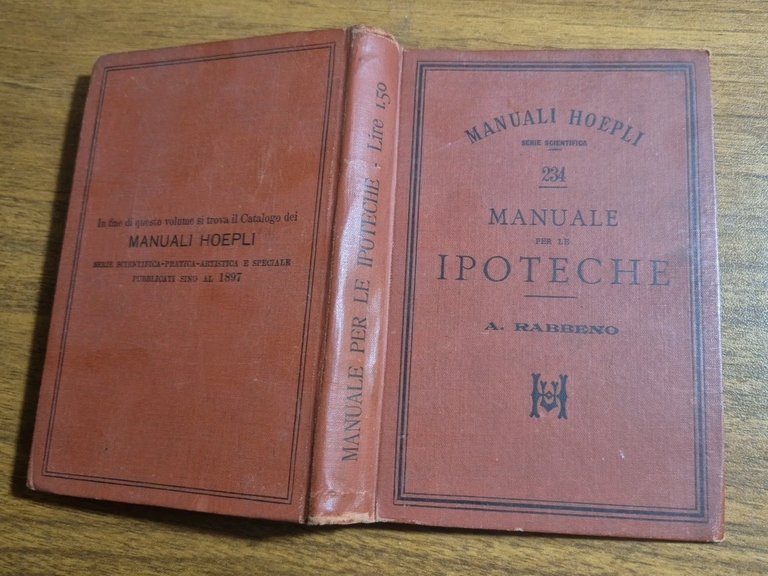 In fine di questo volume si trova il Catalogo dei
MANUALI HOEPLI
SERIE SCIENTIFICA-PRATICA-ARTISTICA E SPECIALE
PUBBLICATI SINO AL 1897
MANUALE PER LE IPOTECHE, Lire 1,50
MANUALI HOEPLI
SERIE SCIENTIFICA
234
MANUALE
PER LE
IPOTECHE
A. RABBENO
UH